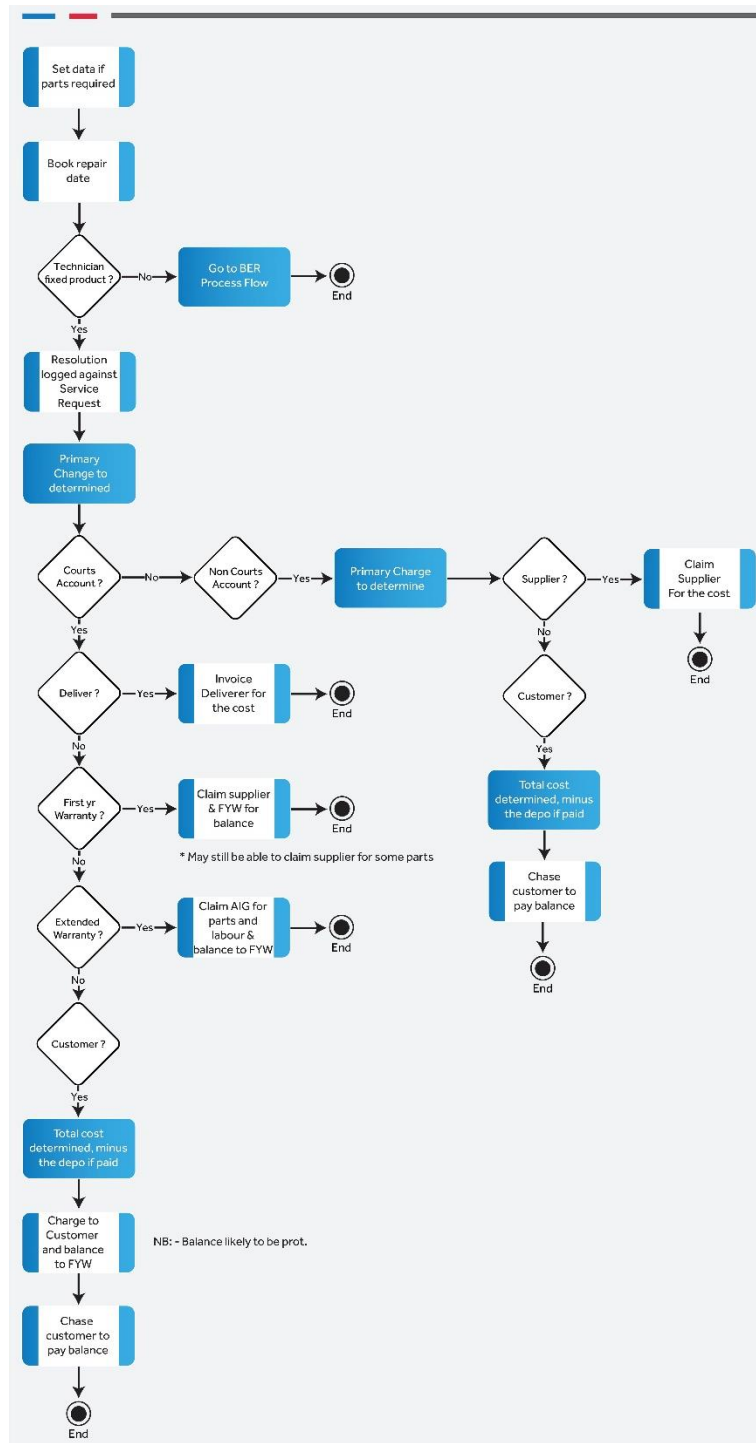 Set data if
parts required
Book repair
date
Technician
fixed product ?
No
Go to BER
Process Flow
End
Yes
Resolution
logged against
Service
Request
Primary
Change to
determined
Courts
Account ?
No
Non Courts
Account ?
Yes
Primary Charge
to determine
Supplier ?
Yes
Claim
Supplier
For the cost
End
No
Customer ?
Yes
Total cost
determined, minus
the depo if paid
Chase
customer to
pay balance
End
Yes
Deliver ?
Yes
Invoice
Deliverer for
the cost
End
No
First yr
Warranty ?
Yes
Claim supplier
& FYW for
balance
End
* May still be able to claim supplier for some parts
No
Extended
Warranty ?
Yes
Claim AIG for
parts and
labour &
balance to FYW
End
No
Customer ?
Yes
Total cost
determined, minus
the depo if paid
Charge to
Customer
and balance
to FYW
NB: - Balance likely to be prot.
Chase
customer to
pay balance
End